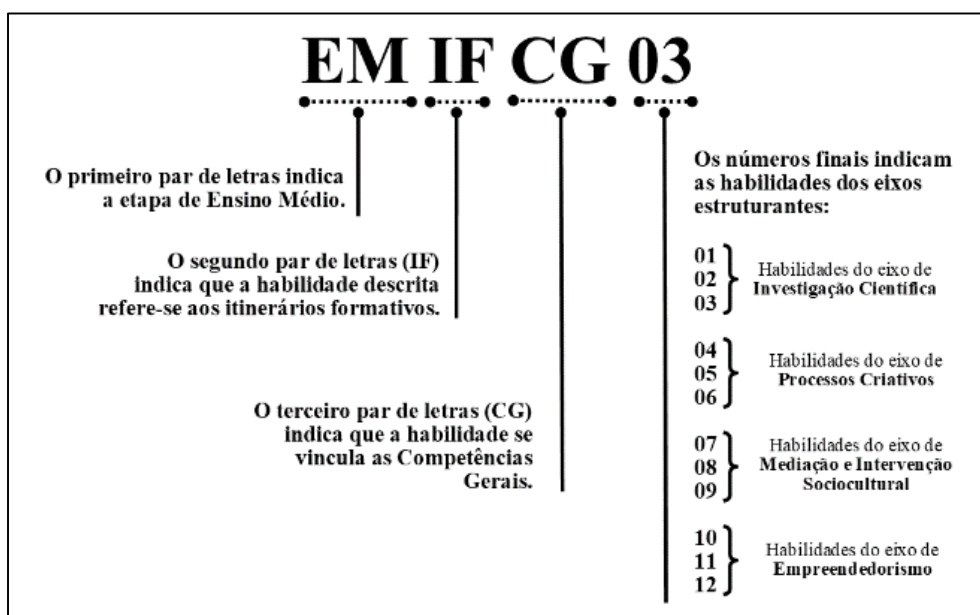 EM IF CG 03
O primeiro par de letras indica
a etapa de Ensino Médio.
O segundo par de letras (IF)
indica que a habilidade descrita
refere-se aos itinerários formativos.
O terceiro par de letras (CG)
indica que a habilidade se
vincula as Competências
Gerais.
Os números finais indicam
as habilidades dos eixos
estruturantes:
01
02
03
Habilidades do eixo de
Investigação Científica
04
05
06
Habilidades do eixo de
Processos Criativos
07
08
09
Habilidades do eixo de
Mediação e Intervenção
Sociocultural
10
11
12
Habilidades do eixo de
Empreendedorismo